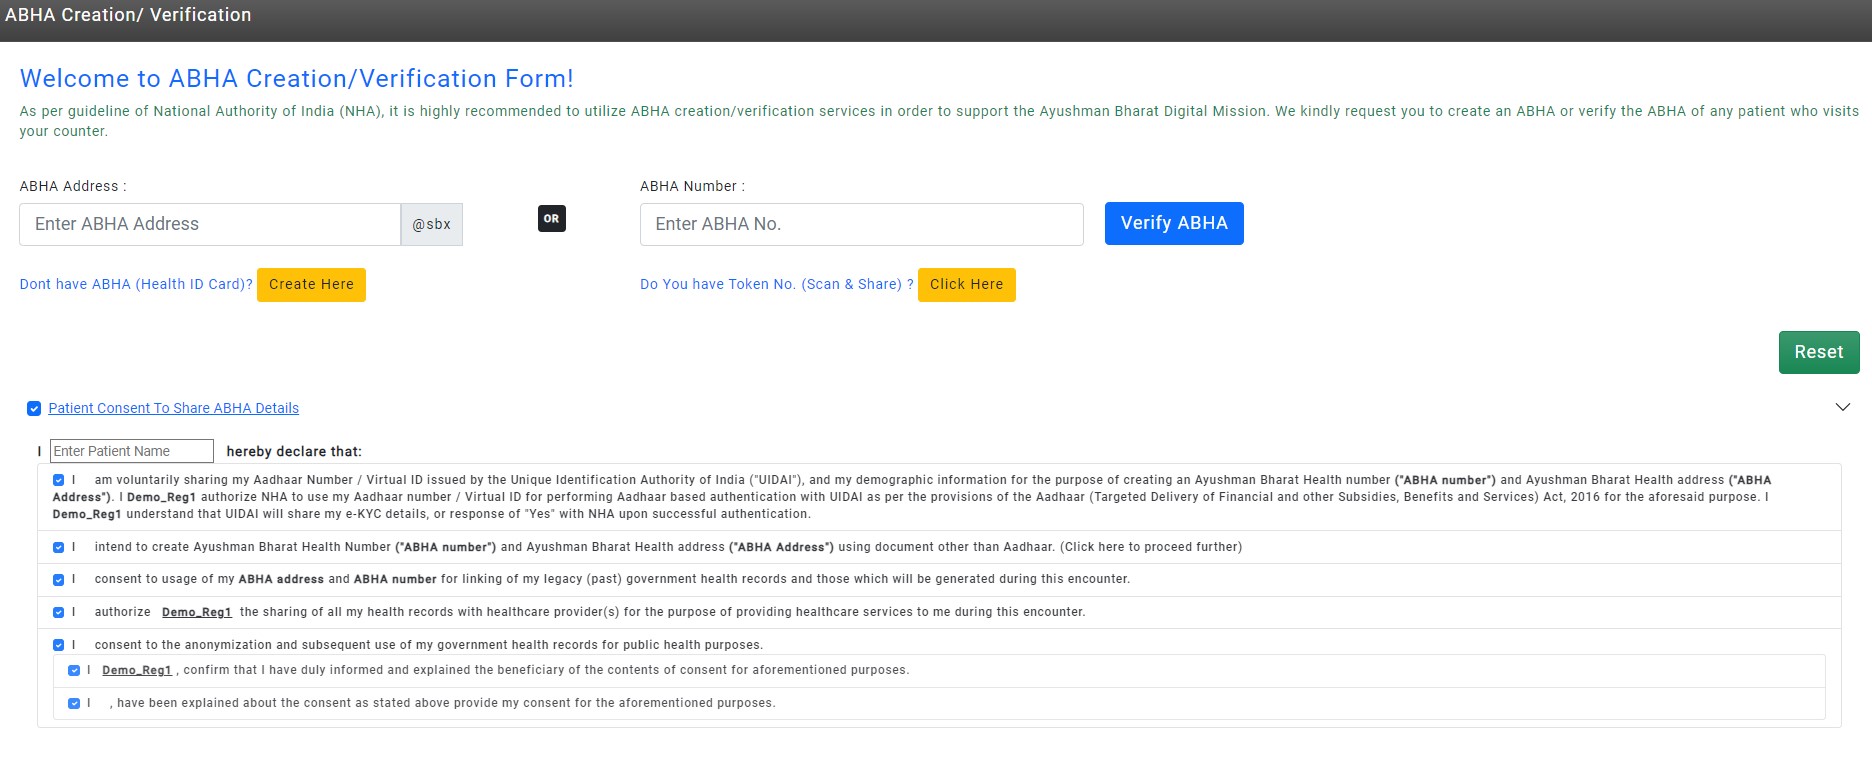 ABHA Creation/ Verification
Welcome to ABHA Creation/Verification Form!
As per guideline of National Authority of India (NHA), it is highly recommended to utilize ABHA creation/verification services in order to support the Ayushman Bharat Digital Mission. We kindly request you to create an ABHA or verify the ABHA of any patient who visits
your counter.
ABHA Address :
ABHA Number :
Enter ABHA Address @sbx
OR
Enter ABHA No.
Verify ABHA
Dont have ABHA (Health ID Card)? Create Here
Do You have Token No. (Scan & Share) ? Click Here
Reset
Patient Consent To Share ABHA Details
I Enter Patient Name hereby declare that:
I am voluntarily sharing my Aadhaar Number / Virtual ID issued by the Unique Identification Authority of India ("UIDAI"), and my demographic information for the purpose of creating an Ayushman Bharat Health number ("ABHA number") and Ayushman Bharat Health address ("ABHA
Address"). I Demo_Reg1 authorize NHA to use my Aadhaar number / Virtual ID for performing Aadhaar based authentication with UIDAI as per the provisions of the Aadhaar (Targeted Delivery of Financial and other Subsidies, Benefits and Services) Act, 2016 for the aforesaid purpose. I
Demo_Reg1 understand that UIDAI will share my e-KYC details, or response of "Yes" with NHA upon successful authentication.
I intend to create Ayushman Bharat Health Number ("ABHA number") and Ayushman Bharat Health address ("ABHA Address") using document other than Aadhaar. (Click here to proceed further)
I consent to usage of my ABHA address and ABHA number for linking of my legacy (past) government health records and those which will be generated during this encounter.
I authorize Demo_Reg1 the sharing of all my health records with healthcare provider(s) for the purpose of providing healthcare services to me during this encounter.
I consent to the anonymization and subsequent use of my government health records for public health purposes.
I Demo_Reg1 , confirm that I have duly informed and explained the beneficiary of the contents of consent for aforementioned purposes.
I , have been explained about the consent as stated above provide my consent for the aforementioned purposes.